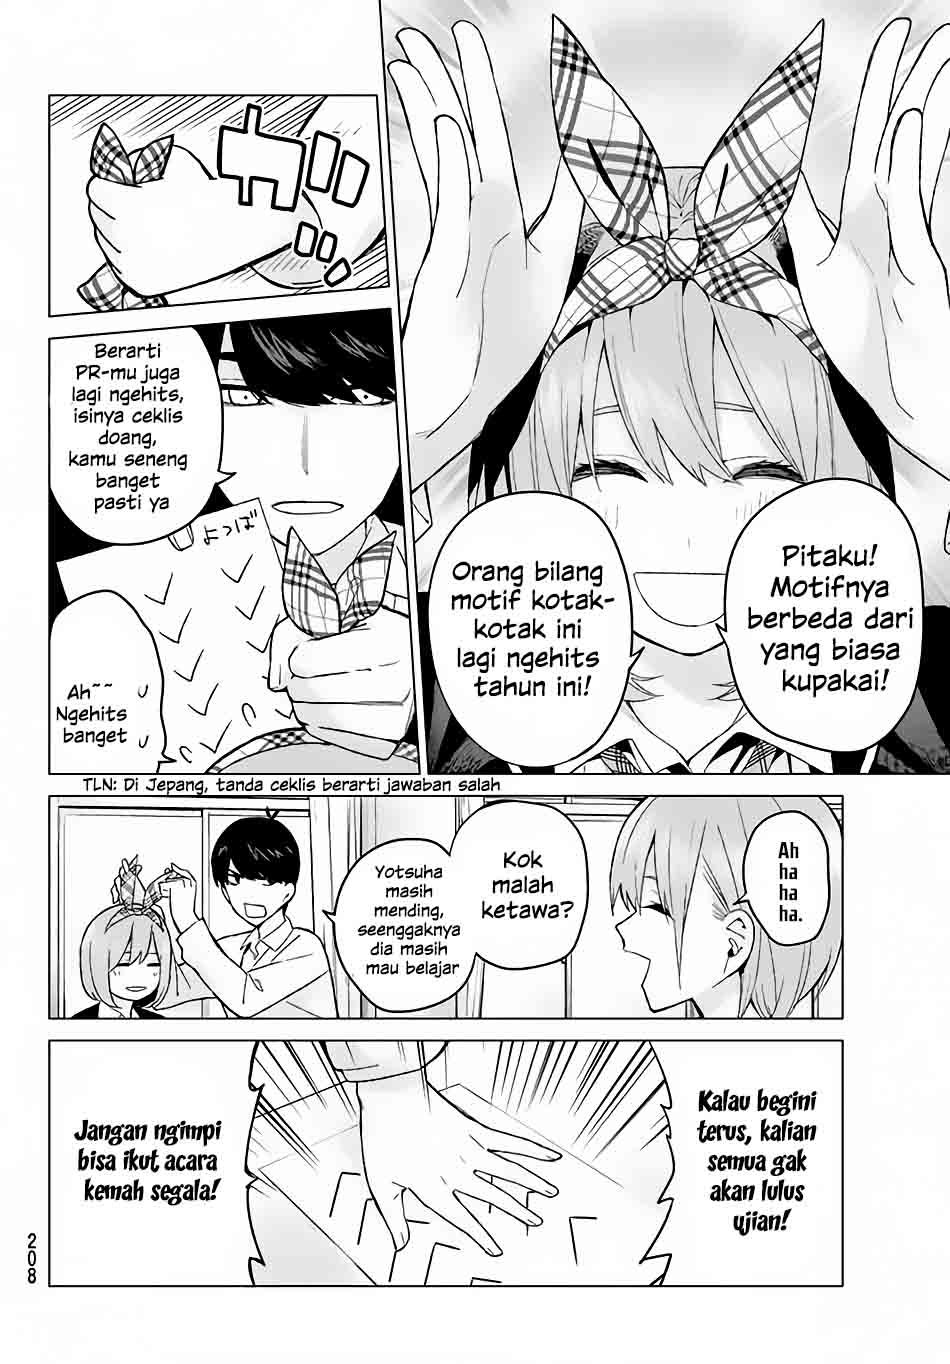 Pitaku!
Motifnya
berbeda dari
yang biasa
kupakai!
Orang bilang
motif kotak-
kotak ini
lagi ngehits
tahun ini!
ガッ
Berarti
PR-mu juga
lagi ngehits,
isinya ceklis
doang,
kamu seneng
banget
pasti ya
よつば
Ah~~
Ngehits
banget
TLN: Di Jepang, tanda ceklis berarti jawaban salah
Ah
ha
ha
ha.
Kok
malah
ketawa?
Yotsuha
masih
mending,
seenggaknya
dia masih
mau belajar
Kalau begini
terus, kalian
semua gak
akan lulus
ujian!
Jangan ngimpi
bisa ikut acara
kemah segala!
208